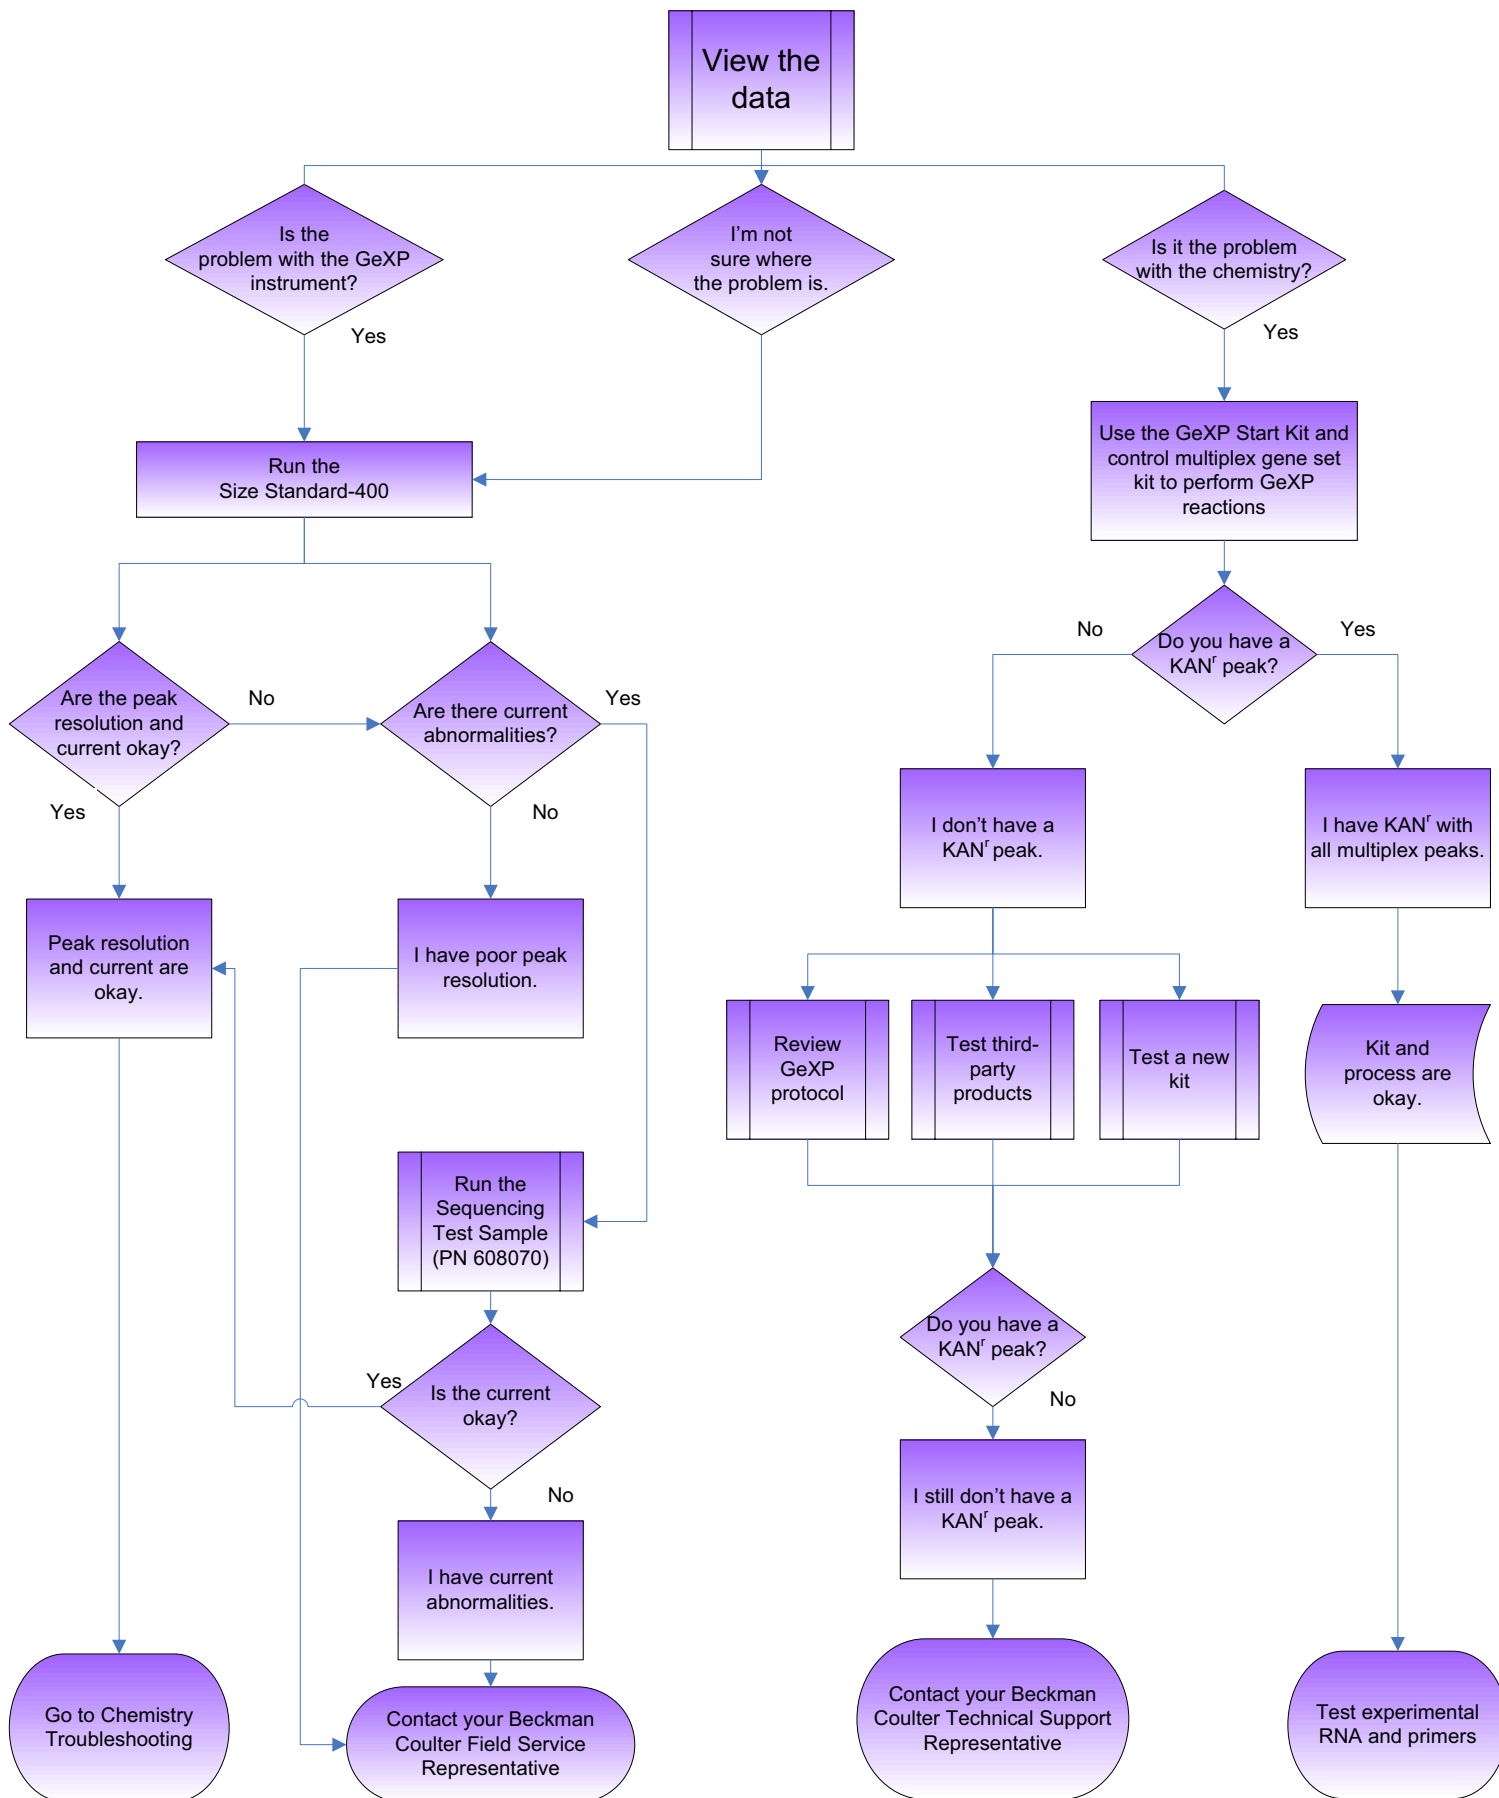 View the
data
Is the
problem with the GeXP
instrument?
Yes
I'm not
sure where
the problem is.
Is it the problem
with the chemistry?
Yes
Run the
Size Standard-400
Use the GeXP Start Kit and
control multiplex gene set
kit to perform GeXP
reactions
Are the peak
resolution and
current okay?
No
Yes
Are there current
abnormalities?
Yes
No
Do you have a
KANʳ peak?
No
Yes
I don't have a
KANʳ peak.
I have KANʳ with
all multiplex peaks.
Peak resolution
and current are
okay.
I have poor peak
resolution.
Review
GeXP
protocol
Test third-
party
products
Test a new
kit
Kit and
process are
okay.
Run the
Sequencing
Test Sample
(PN 608070)
Yes
Is the current
okay?
No
Do you have a
KANʳ peak?
No
I have current
abnormalities.
I still don't have a
KANʳ peak.
Go to Chemistry
Troubleshooting
Contact your Beckman
Coulter Field Service
Representative
Contact your Beckman
Coulter Technical Support
Representative
Test experimental
RNA and primers